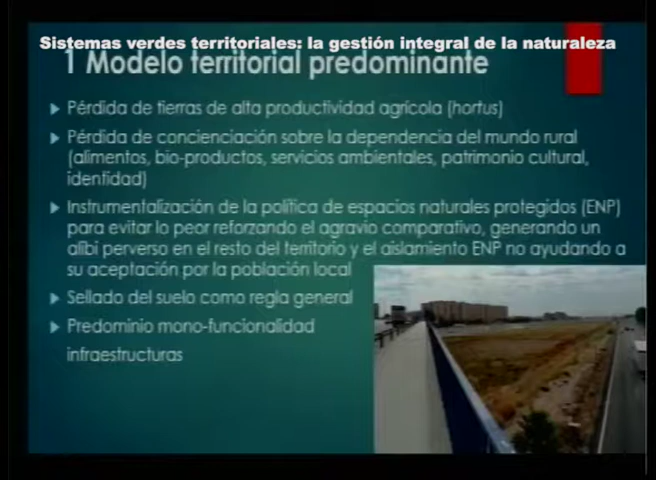 Sistemas verdes territoriales: la gestión integral de la naturaleza
1 Modelo territorial predominante
Pérdida de tierras de alta productividad agrícola (hortus)
Pérdida de concienciación sobre la dependencia del mundo rural
(alimentos, bio-productos, servicios ambientales, patrimonio cultural,
identidad)
Instrumentalización de la política de espacios naturales protegidos (ENP)
para evitar lo peor reforzando el agravio comparativo, generando un
alibi perverso en el resto del territorio y el aislamiento ENP no ayudando a
su aceptación por la población local
Sellado del suelo como regla general
Predominio mono-funcionalidad
infraestructuras